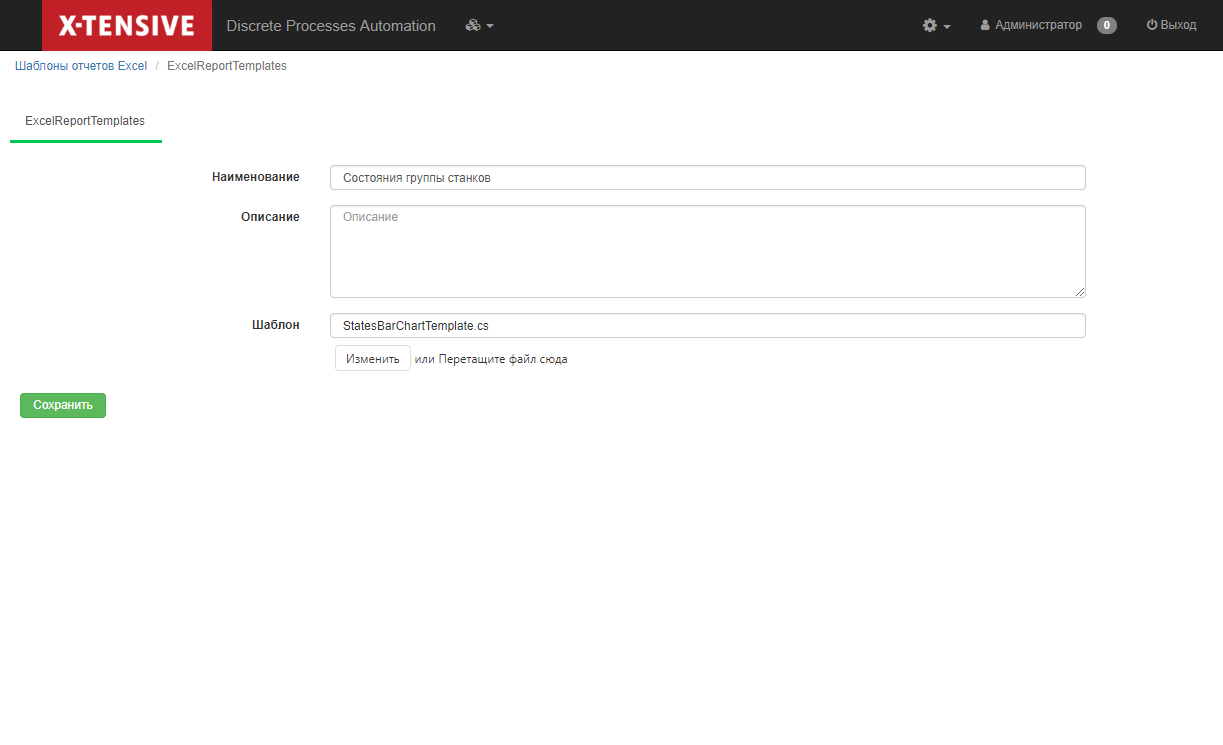 X-TENSIVE Discrete Processes Automation Администратор 0 Выход
Шаблоны отчетов Excel / ExcelReportTemplates
ExcelReportTemplates
Наименование Состояния группы станков
Описание Описание
Шаблон StatesBarChartTemplate.cs
Изменить или Перетащите файл сюда
Сохранить